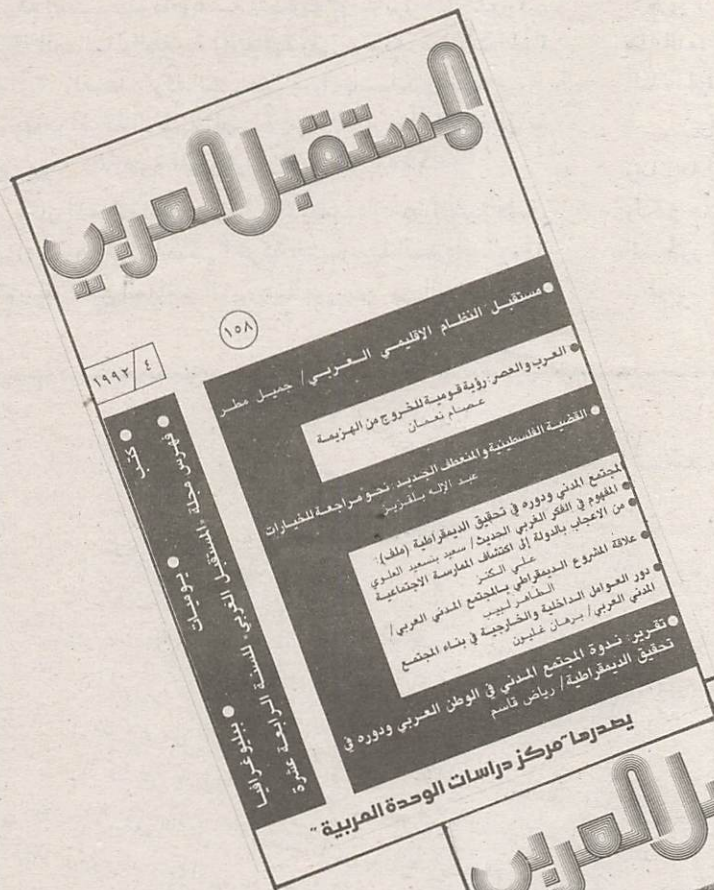 المستقبل العربي
١٥٨
٤/١٩٩٢
● مستقبل النظام الاقليمي العربي / جميل مطر
● العرب والعصر: رؤية قومية للخروج من الهزيمة
عصام نعمان
● القضية الفلسطينية والمنعطف الجديد: نحو مراجعة للخيارات
عبد الإله بلقزيز
المجتمع المدني ودوره في تحقيق الديمقراطية (ملف):
● المفهوم في الفكر الغربي الحديث / سعيد بنسعيد العلوي
● من الاعجاب بالدولة إلى اكتشاف الممارسة الاجتماعية
علي الكنز
● علاقة المشروع الديمقراطي بالمجتمع المدني العربي /
الطاهر لبيب
● دور العوامل الداخلية والخارجية في بناء المجتمع
المدني العربي / برهان غليون
● تقرير: ندوة المجتمع المدني في الوطن العربي ودوره في
تحقيق الديمقراطية / رياض قاسم
● كتب ● يوميات ● ببليوغرافيا
● فهرس مجلة «المستقبل العربي» للسنة الرابعة عشرة
يصدرها "مركز دراسات الوحدة العربية"